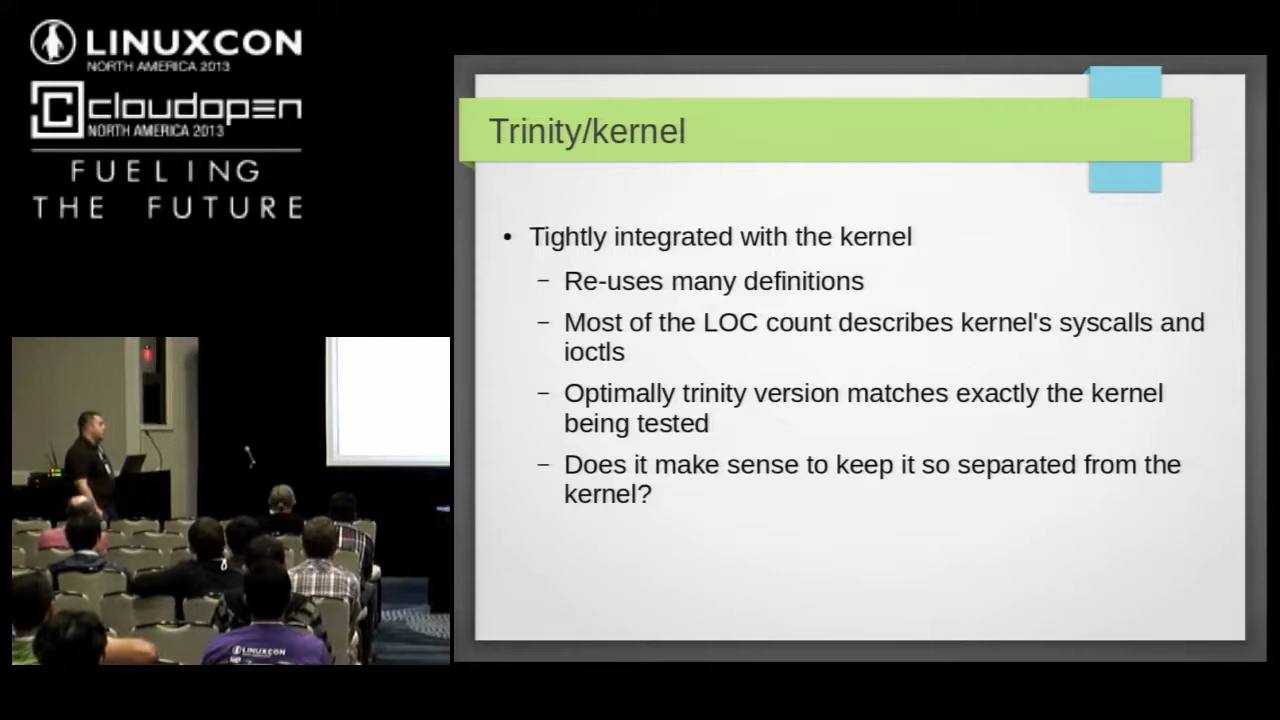 LINUXCON
NORTH AMERICA 2013
cloudopen
NORTH AMERICA 2013
FUELING
THE FUTURE
Trinity/kernel
• Tightly integrated with the kernel
– Re-uses many definitions
– Most of the LOC count describes kernel's syscalls and
ioctls
– Optimally trinity version matches exactly the kernel
being tested
– Does it make sense to keep it so separated from the
kernel?
LINUXCON